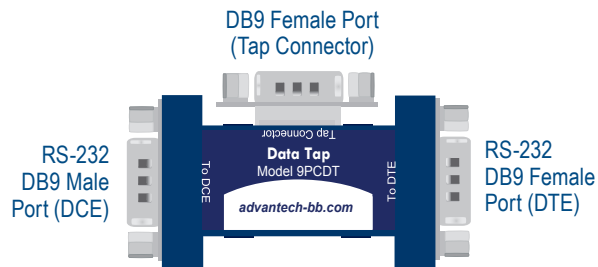 DB9 Female Port
(Tap Connector)
RS-232
DB9 Male
Port (DCE)
To DCE
Tap Connector
Data Tap
Model 9PCDT
advantech-bb.com
To DTE
RS-232
DB9 Female
Port (DTE)